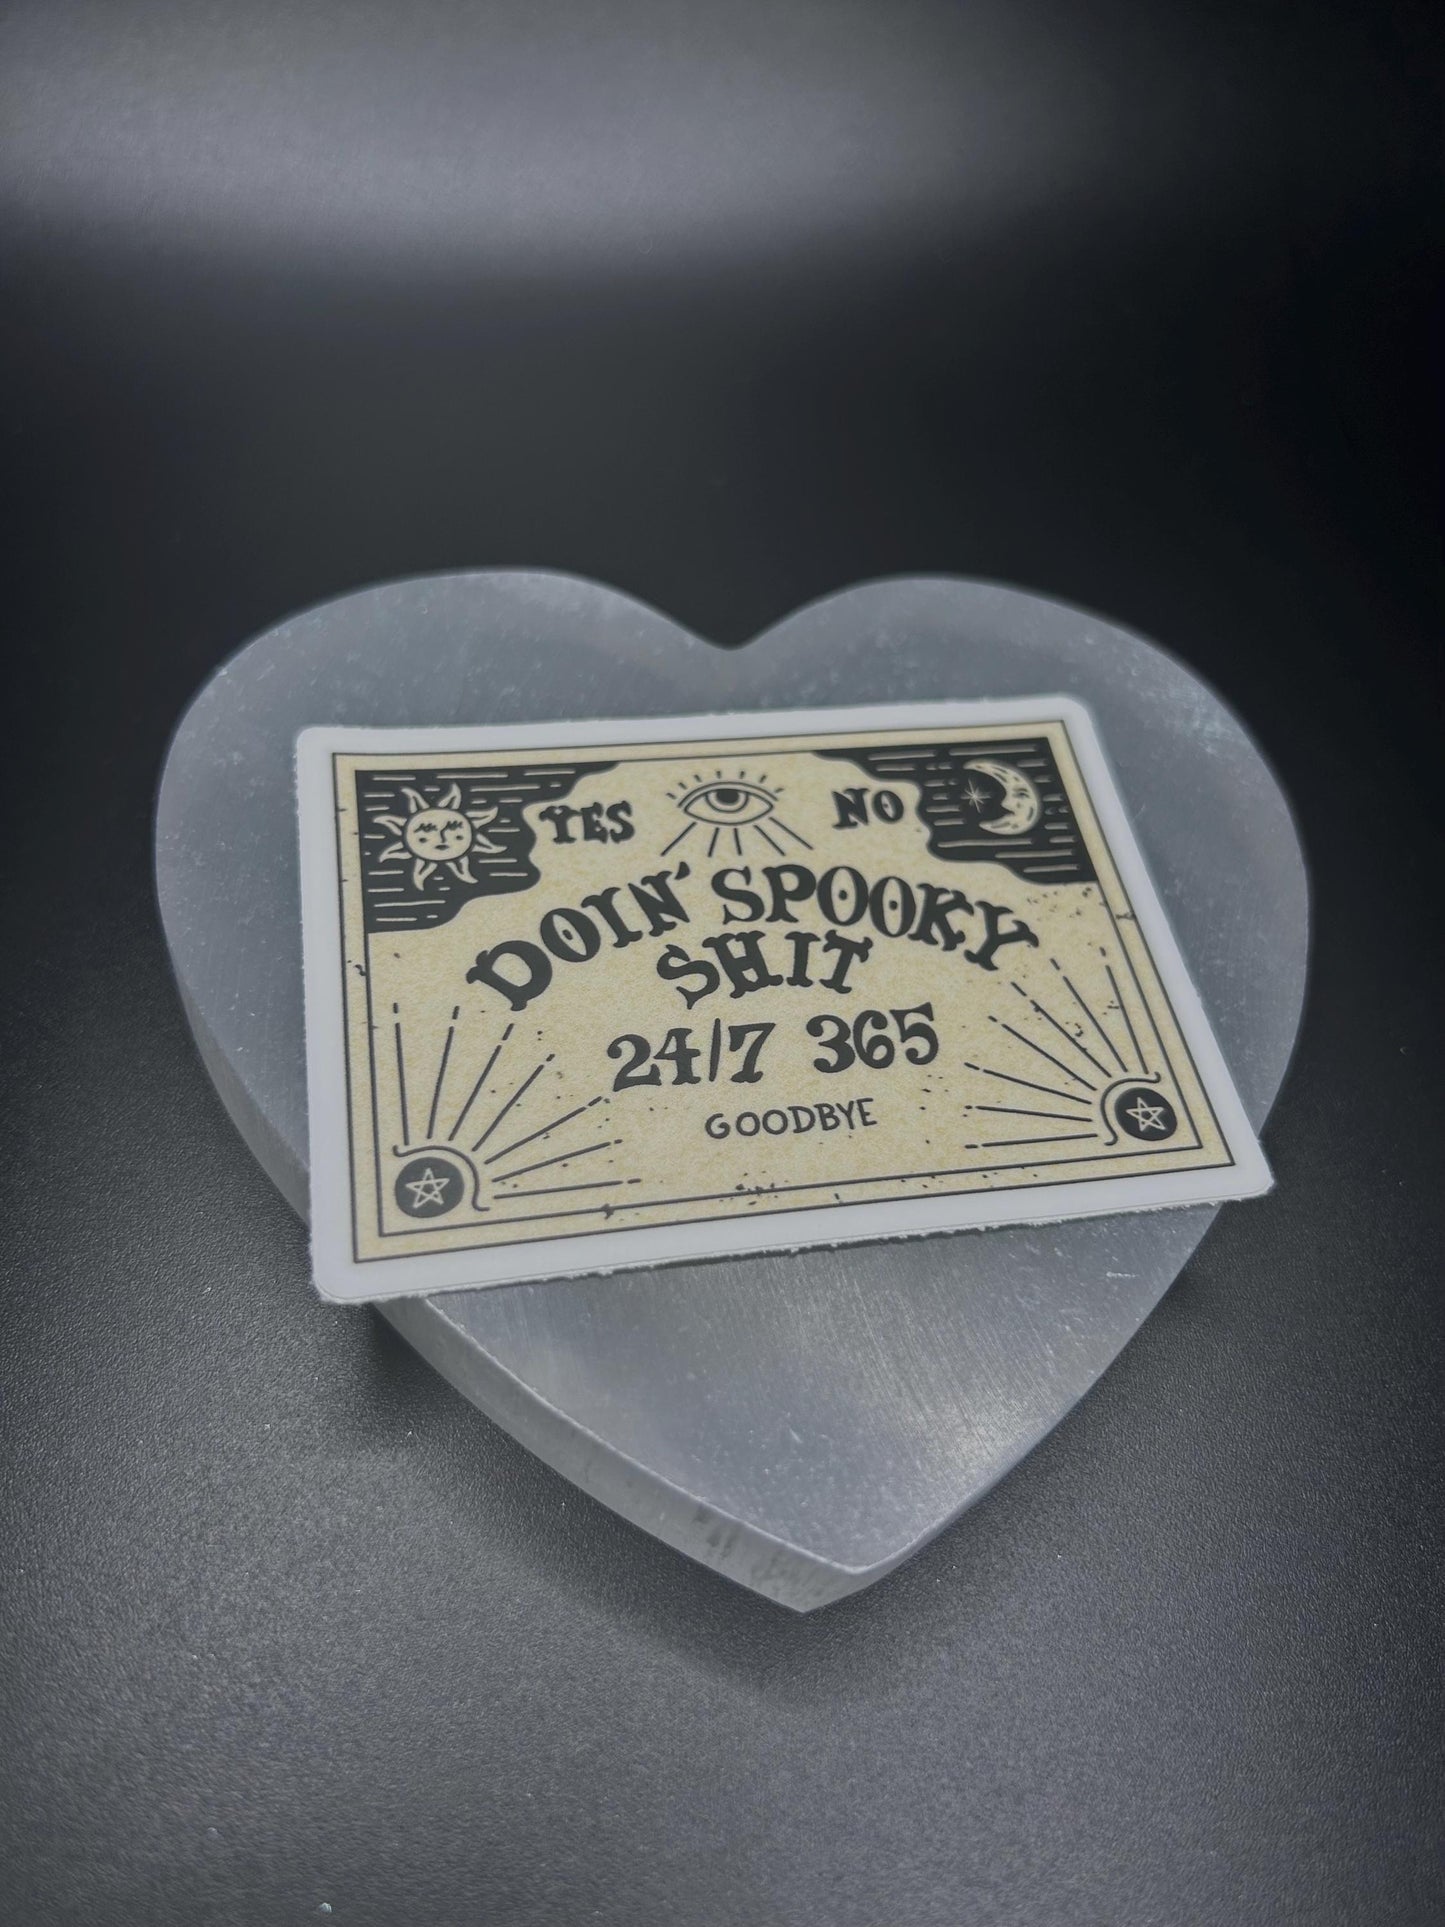 YES NO
DOIN' SPOOKY
SHIT
24/7 365
GOODBYE